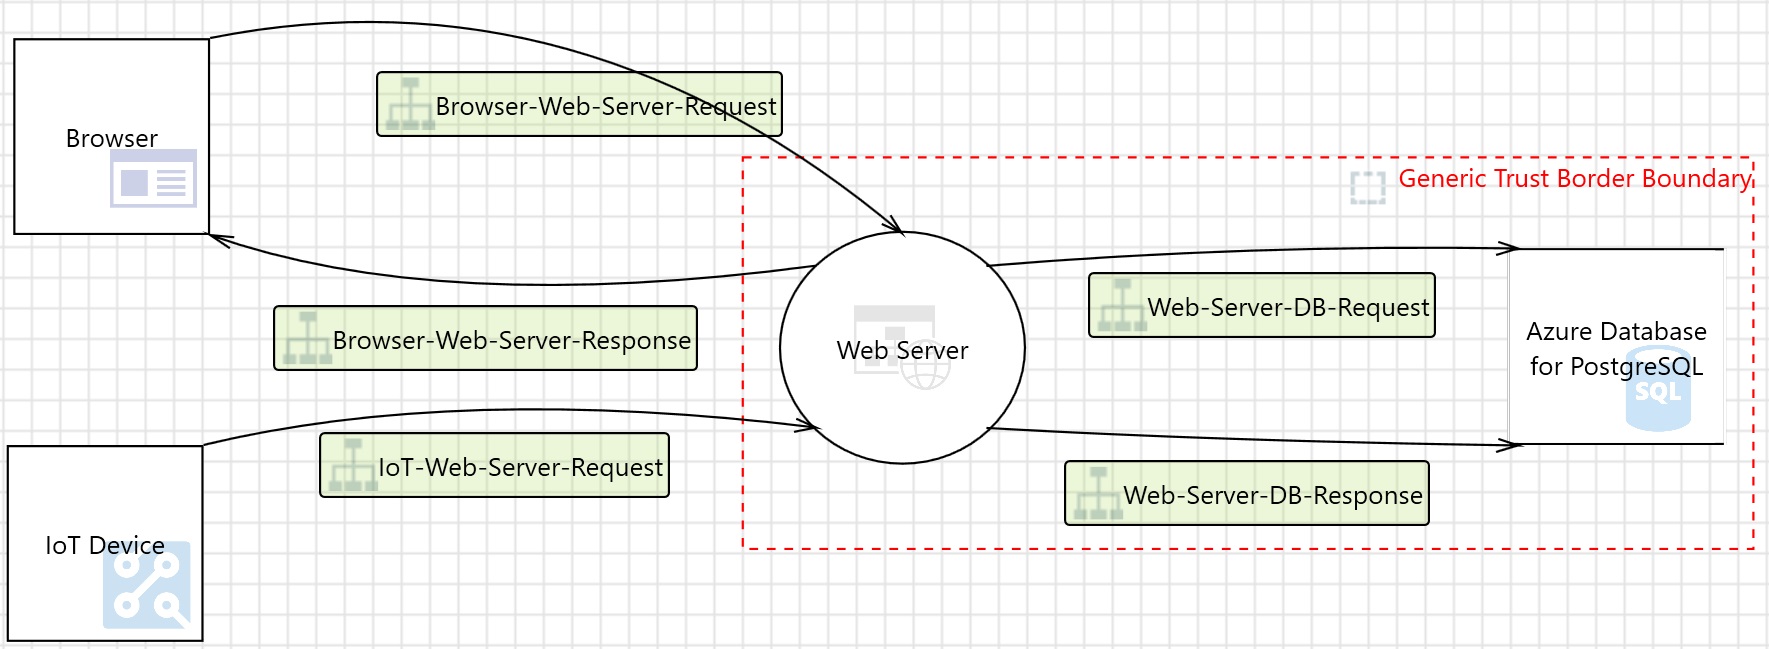 Browser-Web-Server-Request
Browser
Generic Trust Border Boundary
Web-Server-DB-Request
Browser-Web-Server-Response
Web Server
Azure Database
for PostgreSQL
SQL
IoT-Web-Server-Request
Web-Server-DB-Response
IoT Device